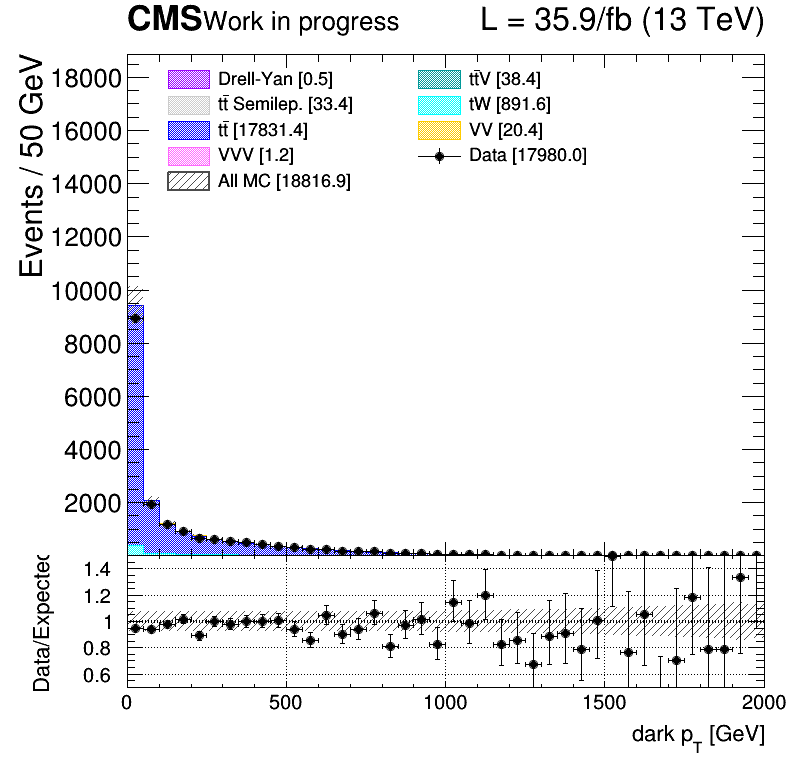 CMS Work in progress L = 35.9/fb (13 TeV)
Events / 50 GeV
18000
16000
14000
12000
10000
8000
6000
4000
2000
Drell-Yan [0.5]
tt̄ Semilep. [33.4]
tt̄ [17831.4]
VVV [1.2]
All MC [18816.9]
tt̄V [38.4]
tW [891.6]
VV [20.4]
Data [17980.0]
Data/Expected
1.4
1.2
1
0.8
0.6
0 500 1000 1500 2000
dark p_T [GeV]